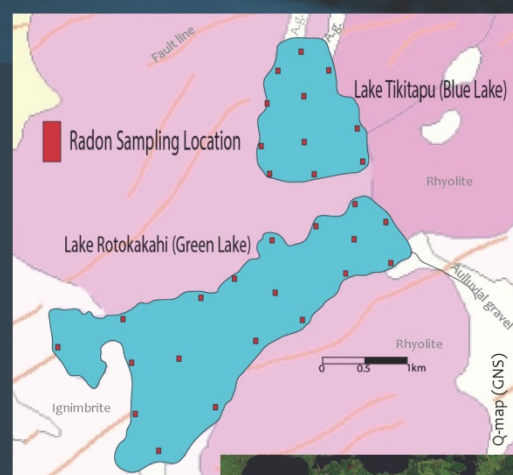 A.g.
A.g.
Fault line
Lake Tikitapu (Blue Lake)
Radon Sampling Location
Rhyolite
Lake Rotokakahi (Green Lake)
Aulluvial gravel
Rhyolite
0 0.5 1km
Ignimbrite
Q-map (GNS)